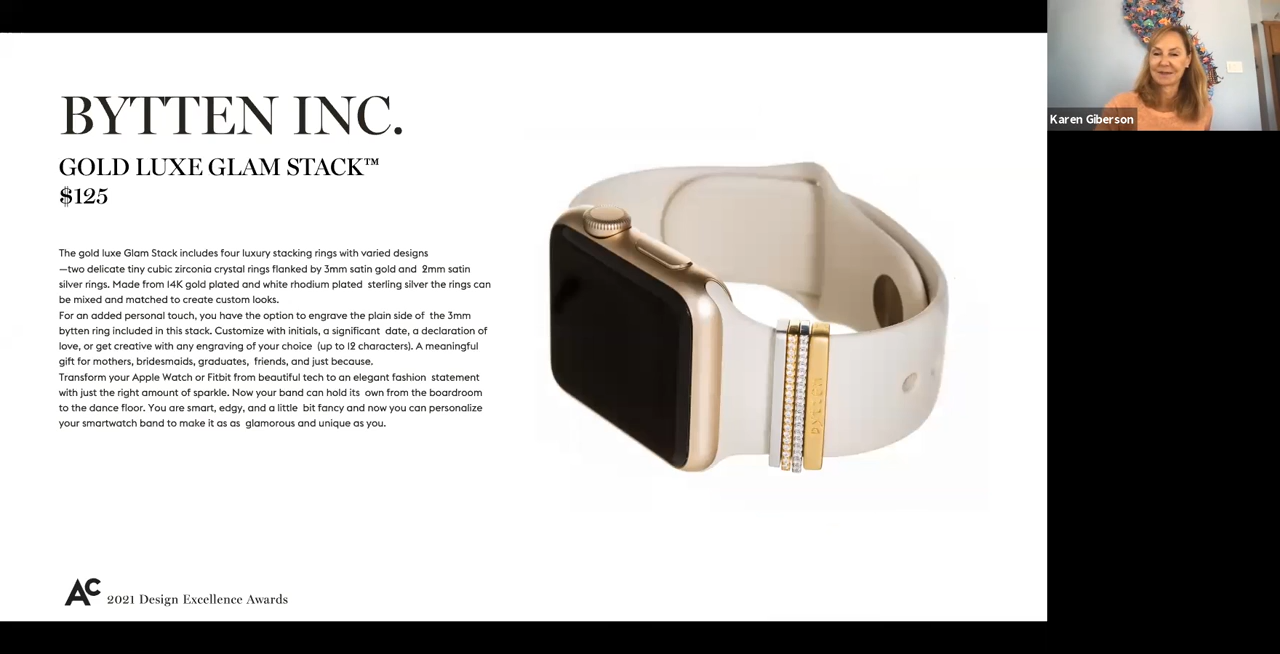 BYTTEN INC.
GOLD LUXE GLAM STACK™
$125
The gold luxe Glam Stack includes four luxury stacking rings with varied designs
—two delicate tiny cubic zirconia crystal rings flanked by 3mm satin gold and 2mm satin
silver rings. Made from 14K gold plated and white rhodium plated sterling silver the rings can
be mixed and matched to create custom looks.
For an added personal touch, you have the option to engrave the plain side of the 3mm
bytten ring included in this stack. Customize with initials, a significant date, a declaration of
love, or get creative with any engraving of your choice (up to 12 characters). A meaningful
gift for mothers, bridesmaids, graduates, friends, and just because.
Transform your Apple Watch or Fitbit from beautiful tech to an elegant fashion statement
with just the right amount of sparkle. Now your band can hold its own from the boardroom
to the dance floor. You are smart, edgy, and a little bit fancy and now you can personalize
your smartwatch band to make it as as glamorous and unique as you.
BYTTEN
AC 2021 Design Excellence Awards
Karen Giberson